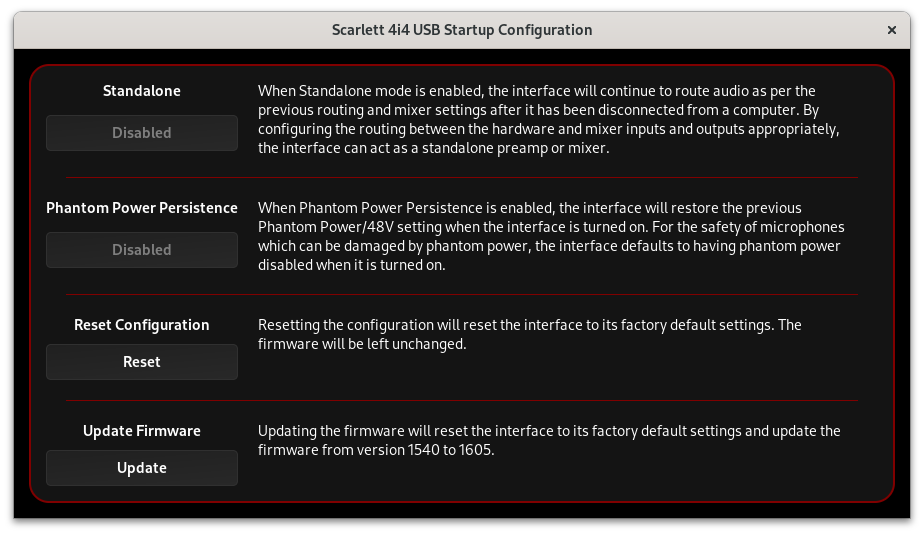 Scarlett 4i4 USB Startup Configuration
Standalone
Disabled
When Standalone mode is enabled, the interface will continue to route audio as per the
previous routing and mixer settings after it has been disconnected from a computer. By
configuring the routing between the hardware and mixer inputs and outputs appropriately,
the interface can act as a standalone preamp or mixer.
Phantom Power Persistence
Disabled
When Phantom Power Persistence is enabled, the interface will restore the previous
Phantom Power/48V setting when the interface is turned on. For the safety of microphones
which can be damaged by phantom power, the interface defaults to having phantom power
disabled when it is turned on.
Reset Configuration
Reset
Resetting the configuration will reset the interface to its factory default settings. The
firmware will be left unchanged.
Update Firmware
Update
Updating the firmware will reset the interface to its factory default settings and update the
firmware from version 1540 to 1605.